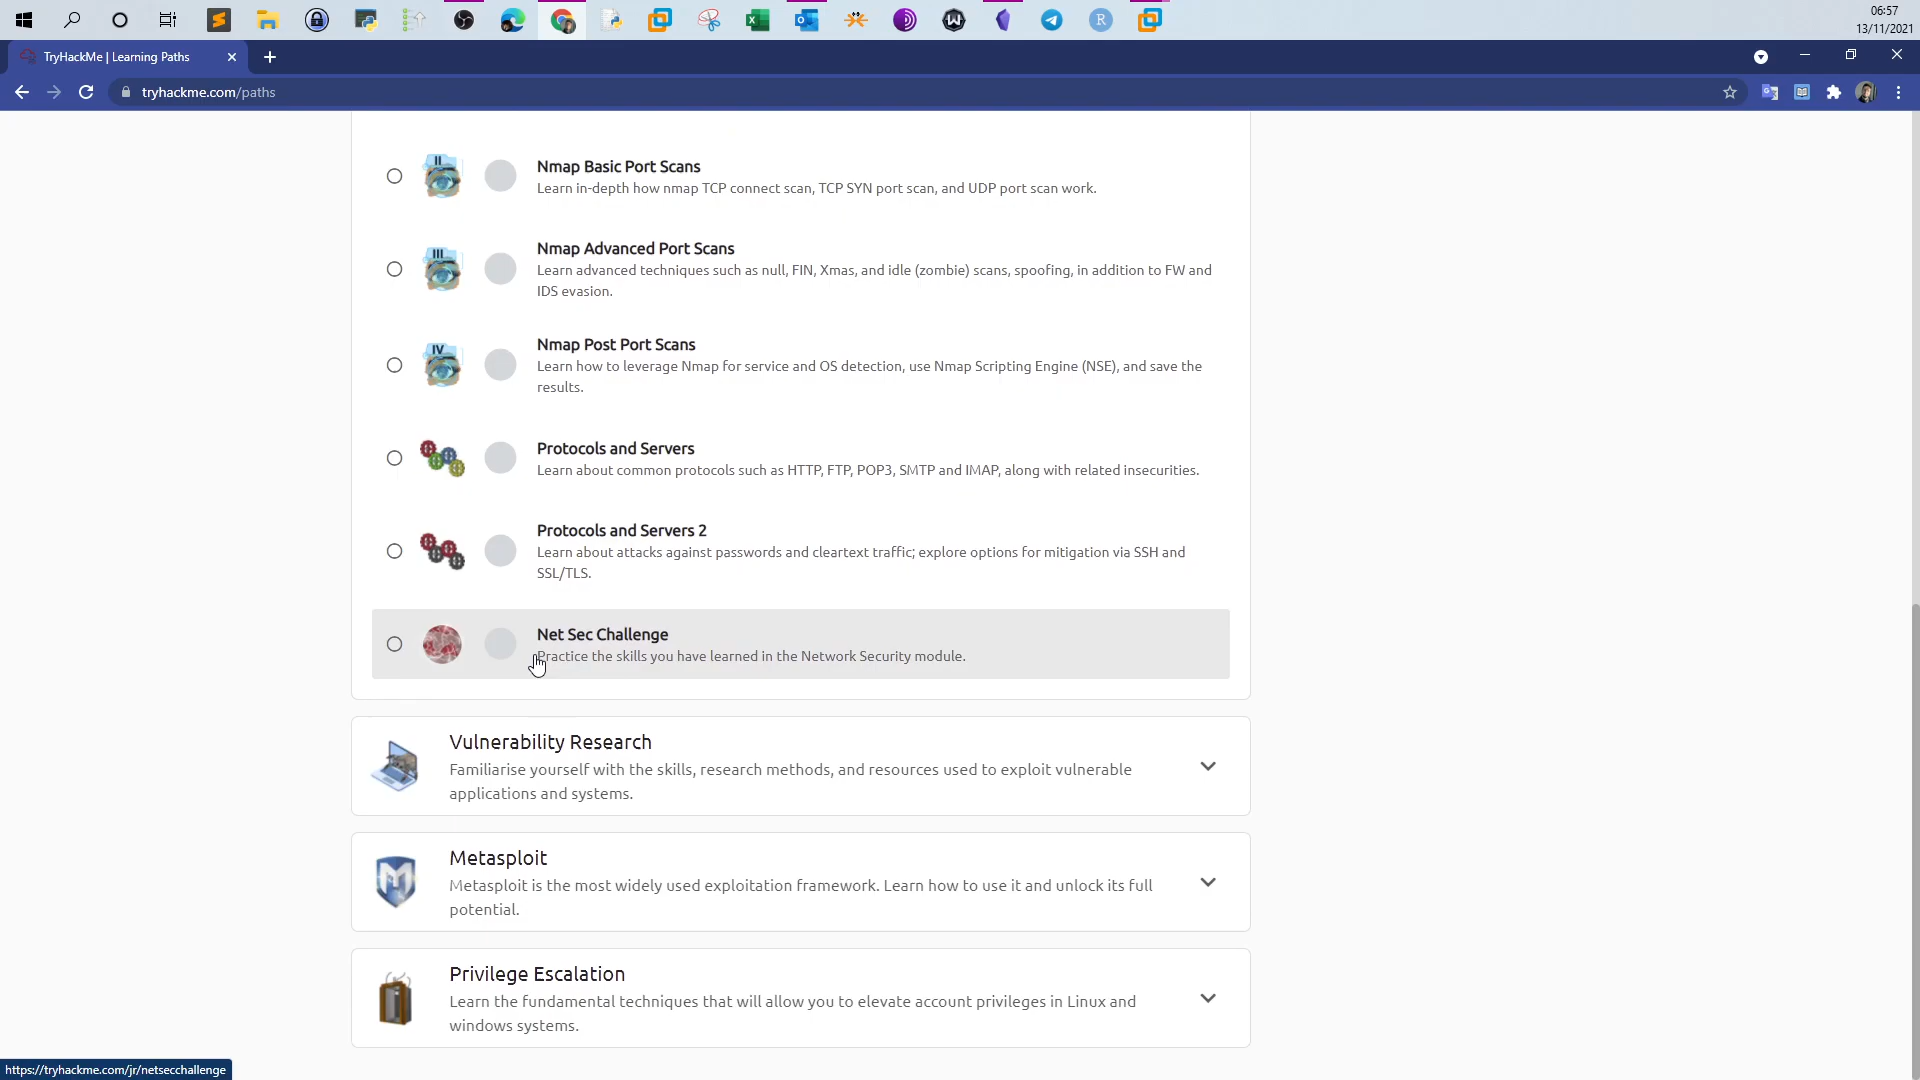 06:57
13/11/2021
TryHackMe | Learning Paths
tryhackme.com/paths
Nmap Basic Port Scans
Learn in-depth how nmap TCP connect scan, TCP SYN port scan, and UDP port scan work.
Nmap Advanced Port Scans
Learn advanced techniques such as null, FIN, Xmas, and idle (zombie) scans, spoofing, in addition to FW and
IDS evasion.
Nmap Post Port Scans
Learn how to leverage Nmap for service and OS detection, use Nmap Scripting Engine (NSE), and save the
results.
Protocols and Servers
Learn about common protocols such as HTTP, FTP, POP3, SMTP and IMAP, along with related insecurities.
Protocols and Servers 2
Learn about attacks against passwords and cleartext traffic; explore options for mitigation via SSH and
SSL/TLS.
Net Sec Challenge
Practice the skills you have learned in the Network Security module.
Vulnerability Research
Familiarise yourself with the skills, research methods, and resources used to exploit vulnerable
applications and systems.
Metasploit
Metasploit is the most widely used exploitation framework. Learn how to use it and unlock its full
potential.
Privilege Escalation
Learn the fundamental techniques that will allow you to elevate account privileges in Linux and
windows systems.
https://tryhackme.com/jr/netsecchallenge